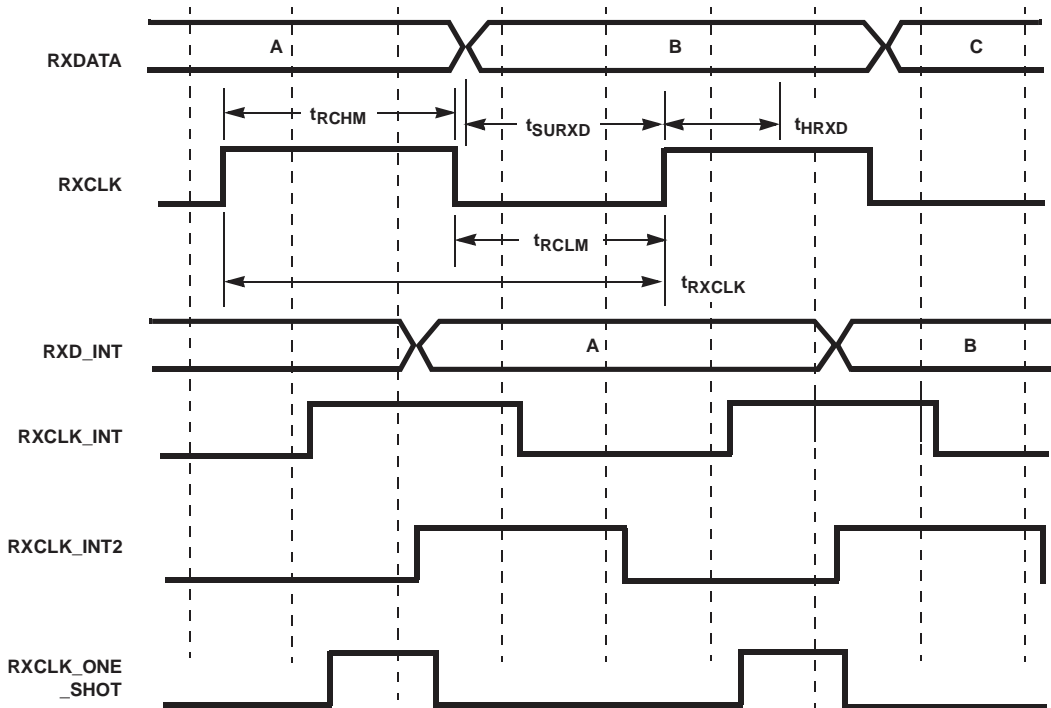 RXDATA
A
B
C
tRCHM
tSURXD
tHRXD
RXCLK
tRCLM
tRXCLK
RXD_INT
A
B
RXCLK_INT
RXCLK_INT2
RXCLK_ONE
_SHOT